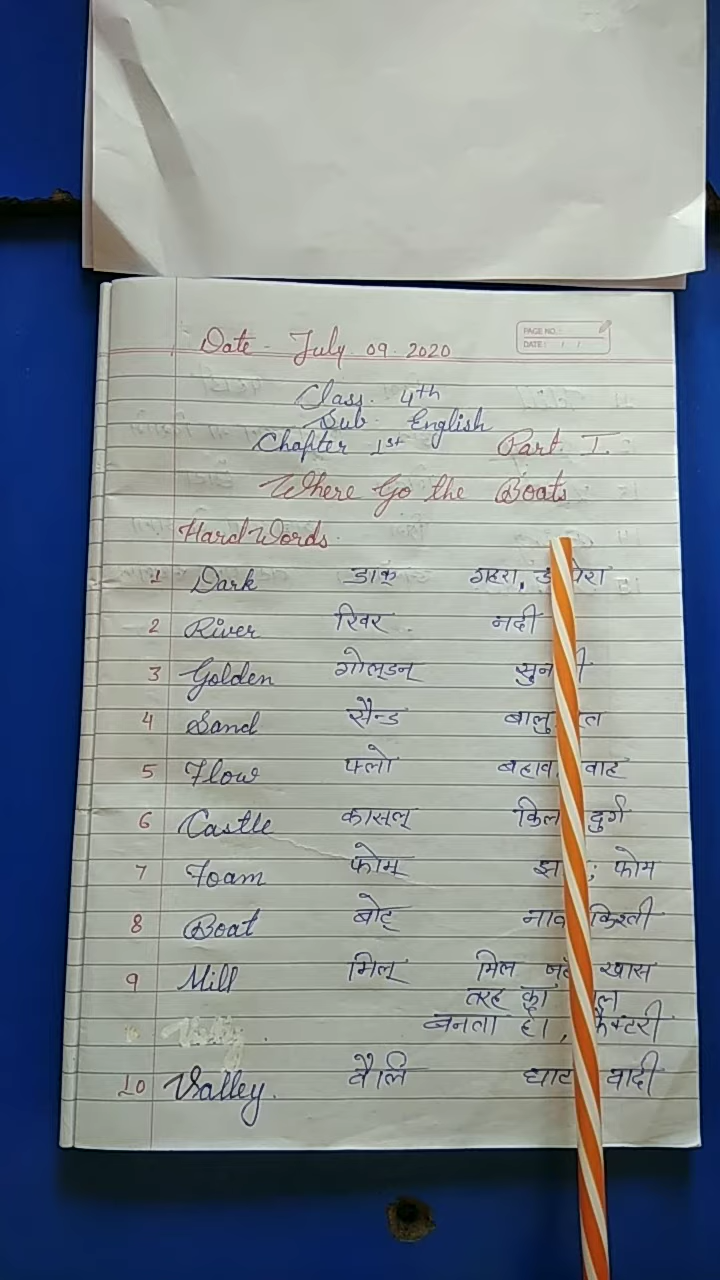 Date - July. 09. 2020
PAGE NO.:
DATE: / /
Class. 4th
Sub. English
Chapter 1st Part. I.
Where Go the Boats
Hard Words.
1 Dark डाक् गहरा,
2 River रिवर नदी
3 Golden गोल्डन्
4 Sand सैन्ड बालु
5 Flow फ्लो बहाव,
6 Castle कासल् दुर्ग
7 Foam फोम् ; फोम
8 Boat बोट् नाव किश्ती
9 Mill मिल् मिल खास
तरह का
बनता है।, फैक्टरी
10 Valley. वैलि वादी